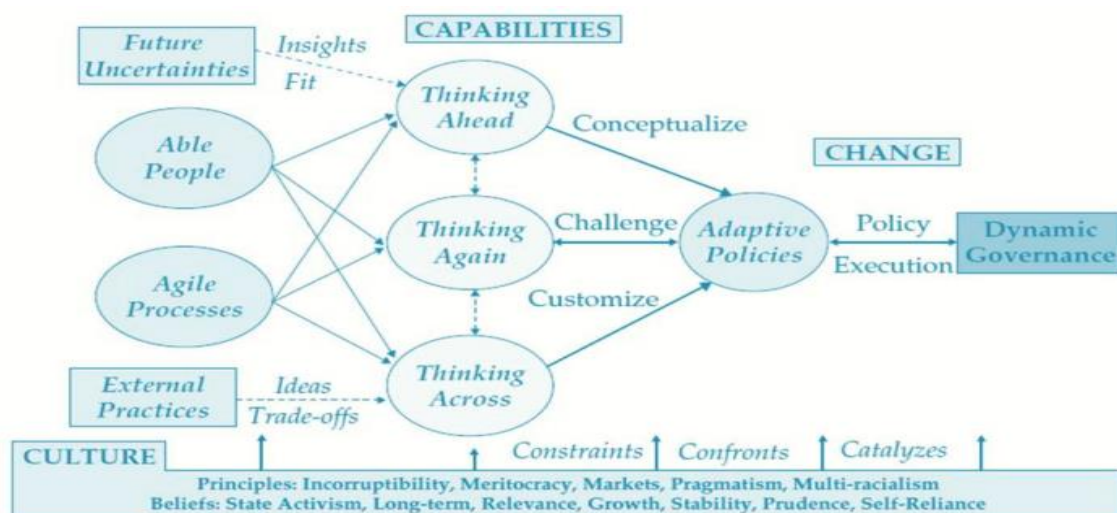 CAPABILITIES
Future
Uncertainties
Insights
Fit
Thinking
Ahead
Conceptualize
Able
People
CHANGE
Thinking
Again
Challenge
Adaptive
Policies
Policy
Execution
Dynamic
Governance
Agile
Processes
Customize
External
Practices
Ideas
Trade-offs
Thinking
Across
CULTURE
Constraints
Confronts
Catalyzes
Principles: Incorruptibility, Meritocracy, Markets, Pragmatism, Multi-racialism
Beliefs: State Activism, Long-term, Relevance, Growth, Stability, Prudence, Self-Reliance